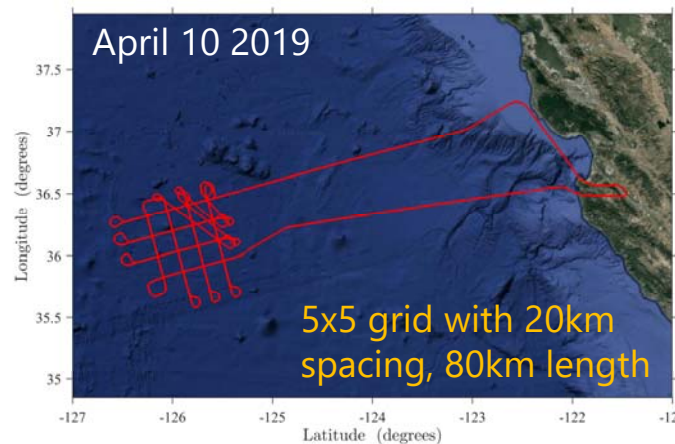 April 10 2019
37.5
37
36.5
36
35.5
35
Longitude (degrees)
5x5 grid with 20km
spacing, 80km length
-127
-126
-125
-124
-123
-122
-12
Latitude (degrees)